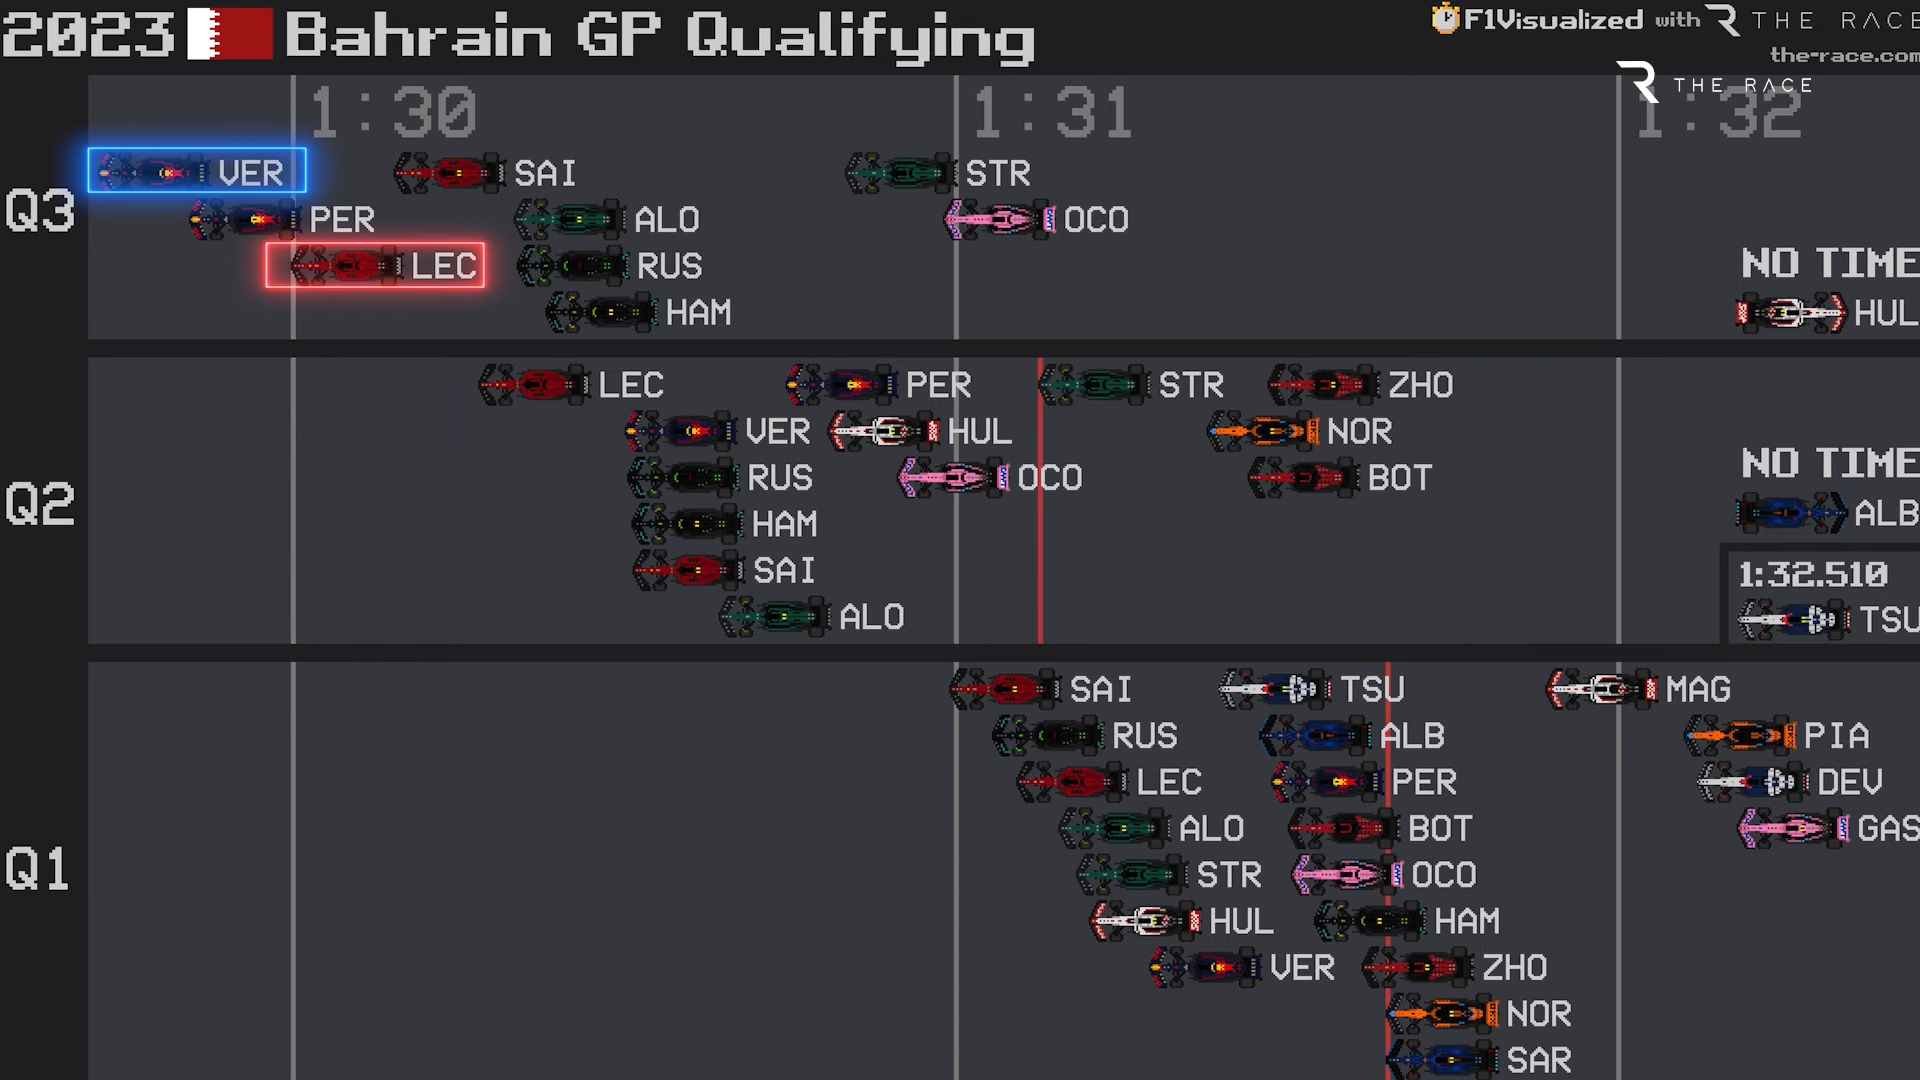 2023 Bahrain GP Qualifying
F1Visualized with THE RACE
the-race.com
THE RACE
1:30 1:31 1:32
Q3
VER SAI STR
PER ALO OCO
LEC RUS NO TIME
HAM HUL
Q2
LEC PER STR ZHO
VER HUL NOR
RUS OCO BOT NO TIME
HAM ALB
SAI 1:32.510
ALO TSU
Q1
SAI TSU MAG
RUS ALB PIA
LEC PER DEV
ALO BOT GAS
STR OCO
HUL HAM
VER ZHO
NOR
SAR